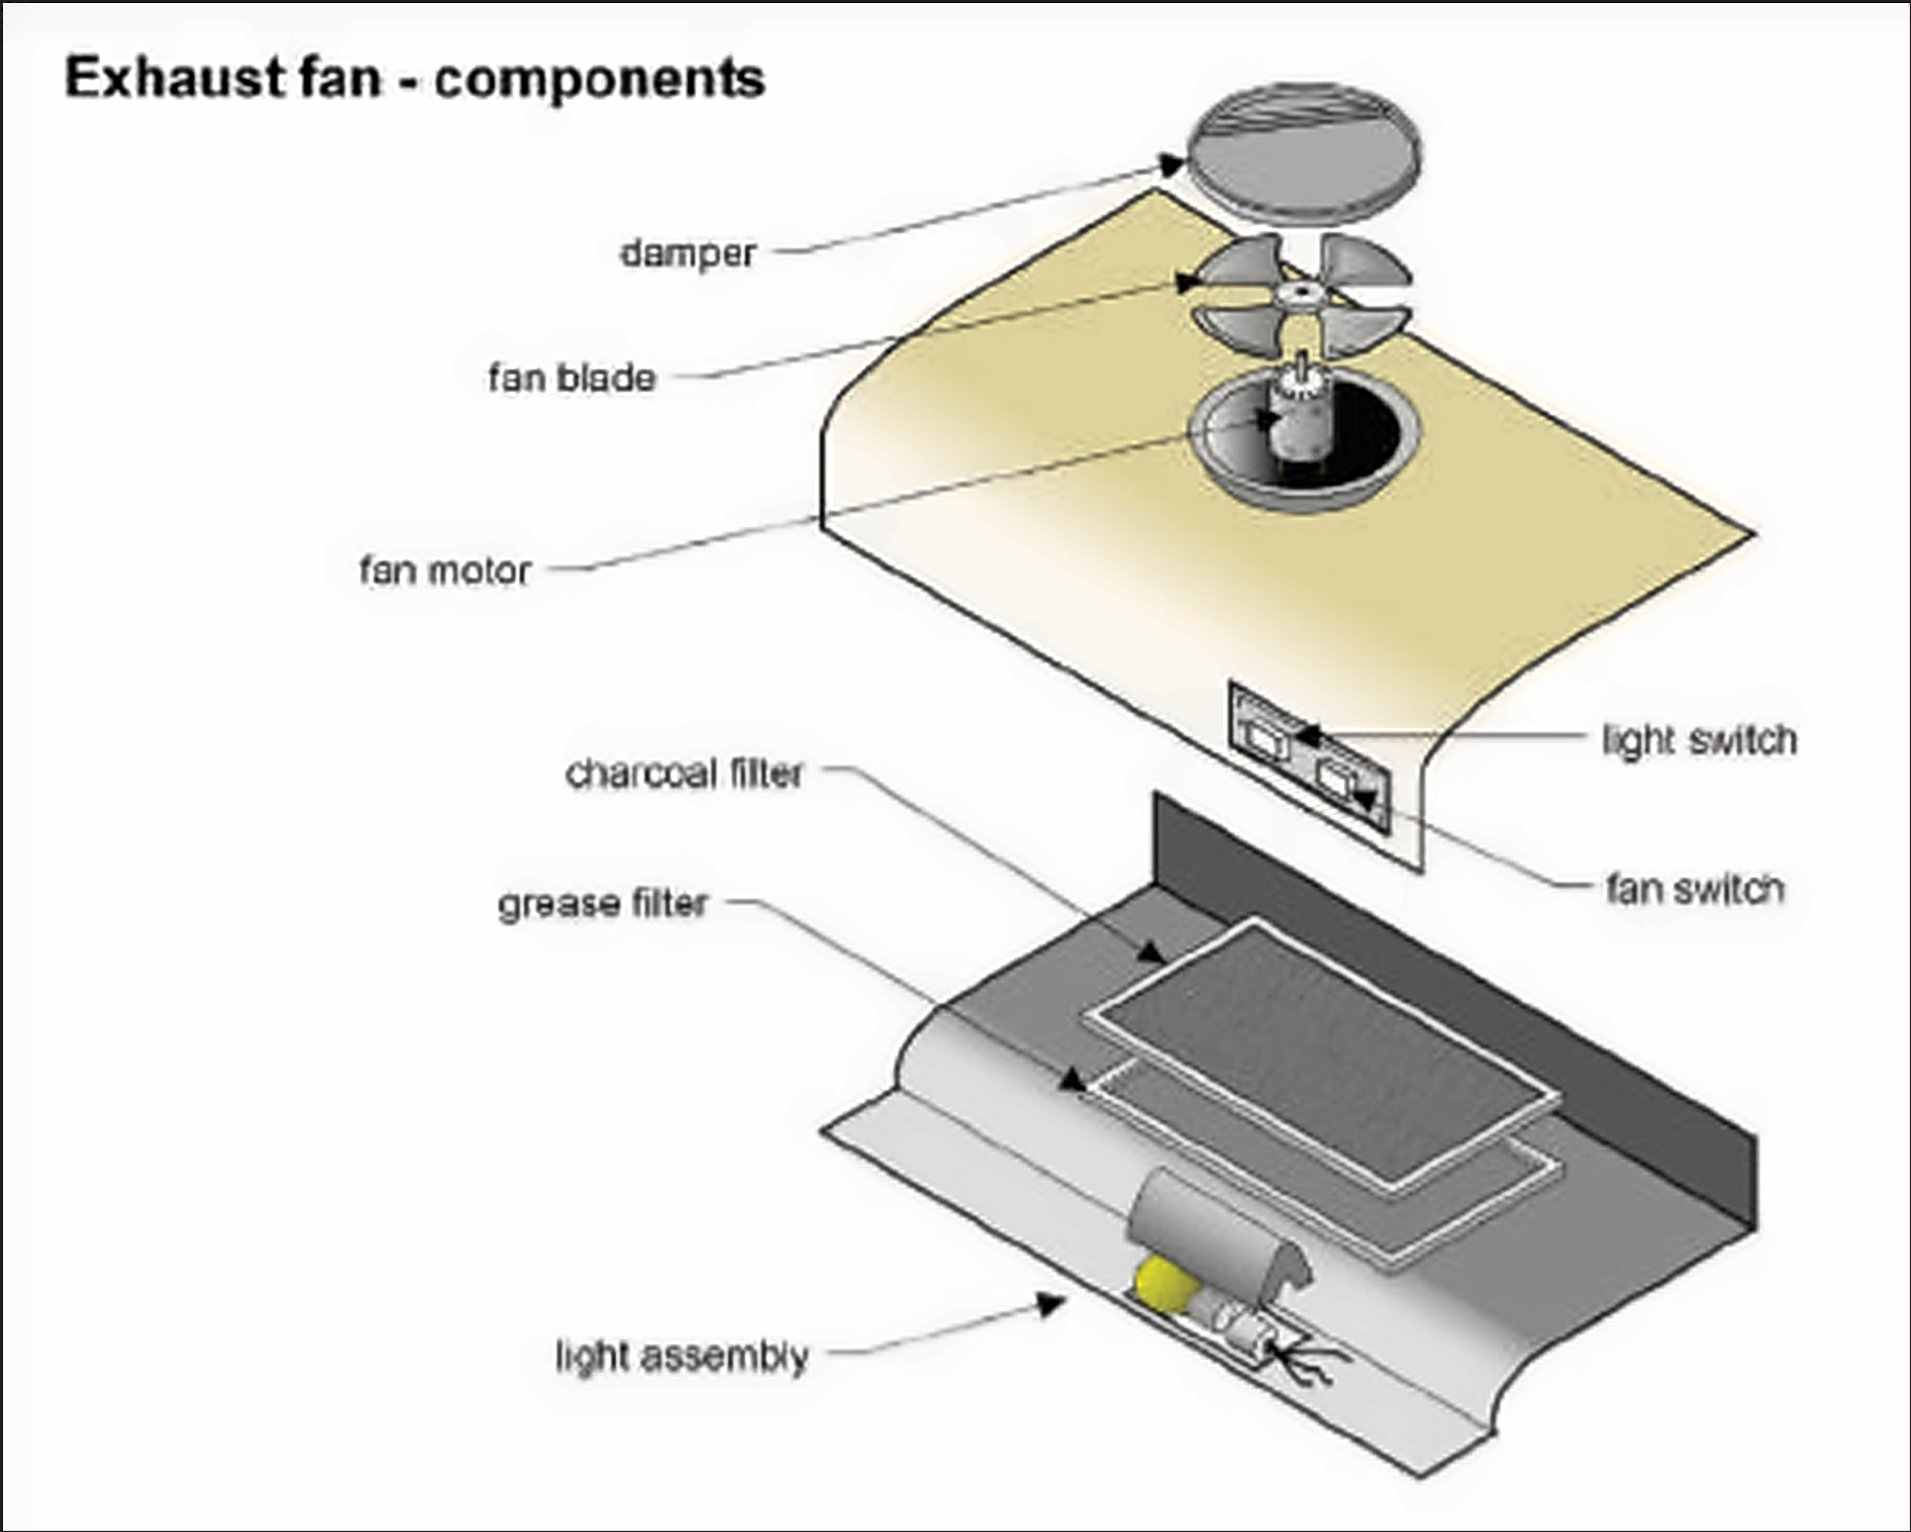 Exhaust fan - components
damper
fan blade
fan motor
light switch
charcoal filter
fan switch
grease filter
light assembly